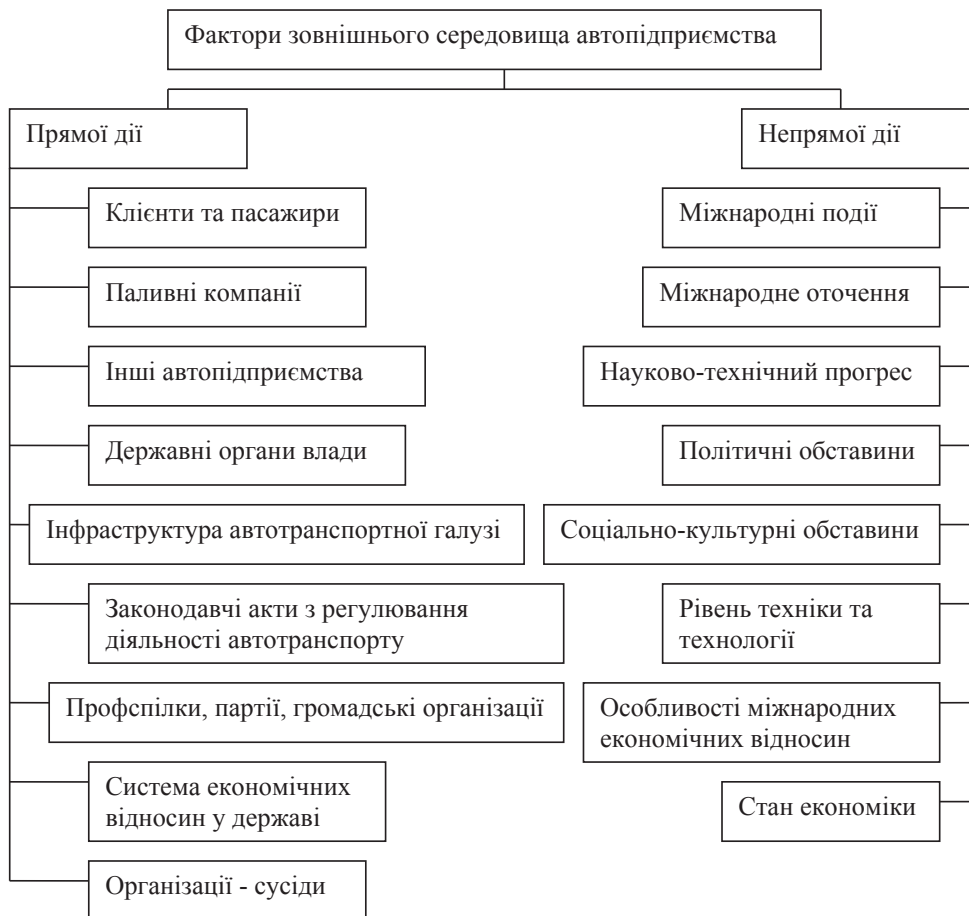 Фактори зовнішнього середовища автопідприємства
Прямої дії
Непрямої дії
Клієнти та пасажири
Міжнародні події
Паливні компанії
Міжнародне оточення
Інші автопідприємства
Науково-технічний прогрес
Державні органи влади
Політичні обставини
Інфраструктура автотранспортної галузі
Соціально-культурні обставини
Законодавчі акти з регулювання
діяльності автотранспорту
Рівень техніки та
технології
Профспілки, партії, громадські організації
Особливості міжнародних
економічних відносин
Система економічних
відносин у державі
Стан економіки
Організації - сусіди